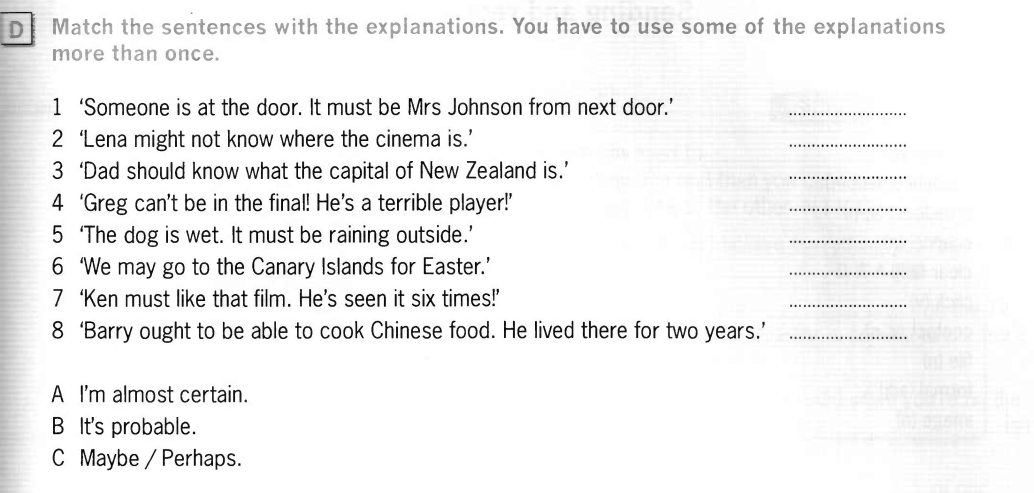 D Match the sentences with the explanations. You have to use some of the explanations
more than once.
1 ‘Someone is at the door. It must be Mrs Johnson from next door.’ ..........................
2 ‘Lena might not know where the cinema is.’ ..........................
3 ‘Dad should know what the capital of New Zealand is.’ ..........................
4 ‘Greg can’t be in the final! He’s a terrible player!’ ..........................
5 ‘The dog is wet. It must be raining outside.’ ..........................
6 ‘We may go to the Canary Islands for Easter.’ ..........................
7 ‘Ken must like that film. He’s seen it six times!’ ..........................
8 ‘Barry ought to be able to cook Chinese food. He lived there for two years.’ ..........................
A I’m almost certain.
B It’s probable.
C Maybe / Perhaps.